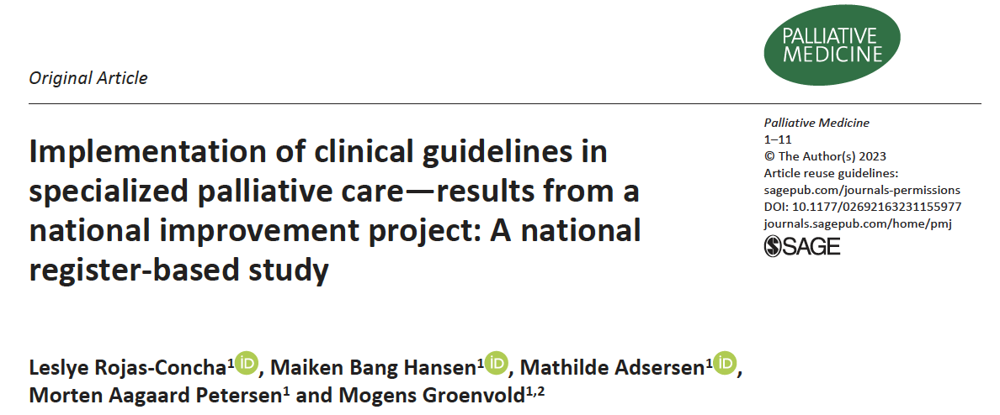 PALLIATIVE
MEDICINE
Original Article
Palliative Medicine
1–11
© The Author(s) 2023
Article reuse guidelines:
sagepub.com/journals-permissions
DOI: 10.1177/02692163231155977
journals.sagepub.com/home/pmj
SAGE
Implementation of clinical guidelines in
specialized palliative care—results from a
national improvement project: A national
register-based study
Leslye Rojas-Concha¹ iD, Maiken Bang Hansen¹ iD, Mathilde Adsersen¹ iD,
Morten Aagaard Petersen¹ and Mogens Groenvold¹,²